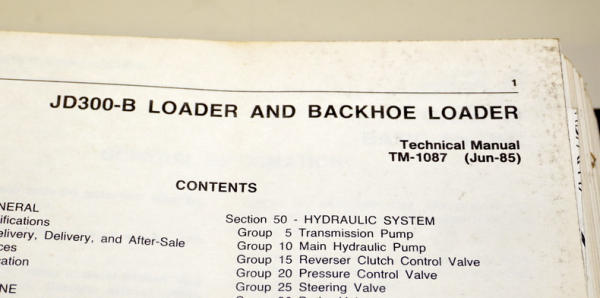 1
JD300-B LOADER AND BACKHOE LOADER
Technical Manual
TM-1087 (Jun-85)
CONTENTS
NERAL
ifications
elivery, Delivery, and After-Sale
ces
cation
NE
Section 50 - HYDRAULIC SYSTEM
Group 5 Transmission Pump
Group 10 Main Hydraulic Pump
Group 15 Reverser Clutch Control Valve
Group 20 Pressure Control Valve
Group 25 Steering Valve